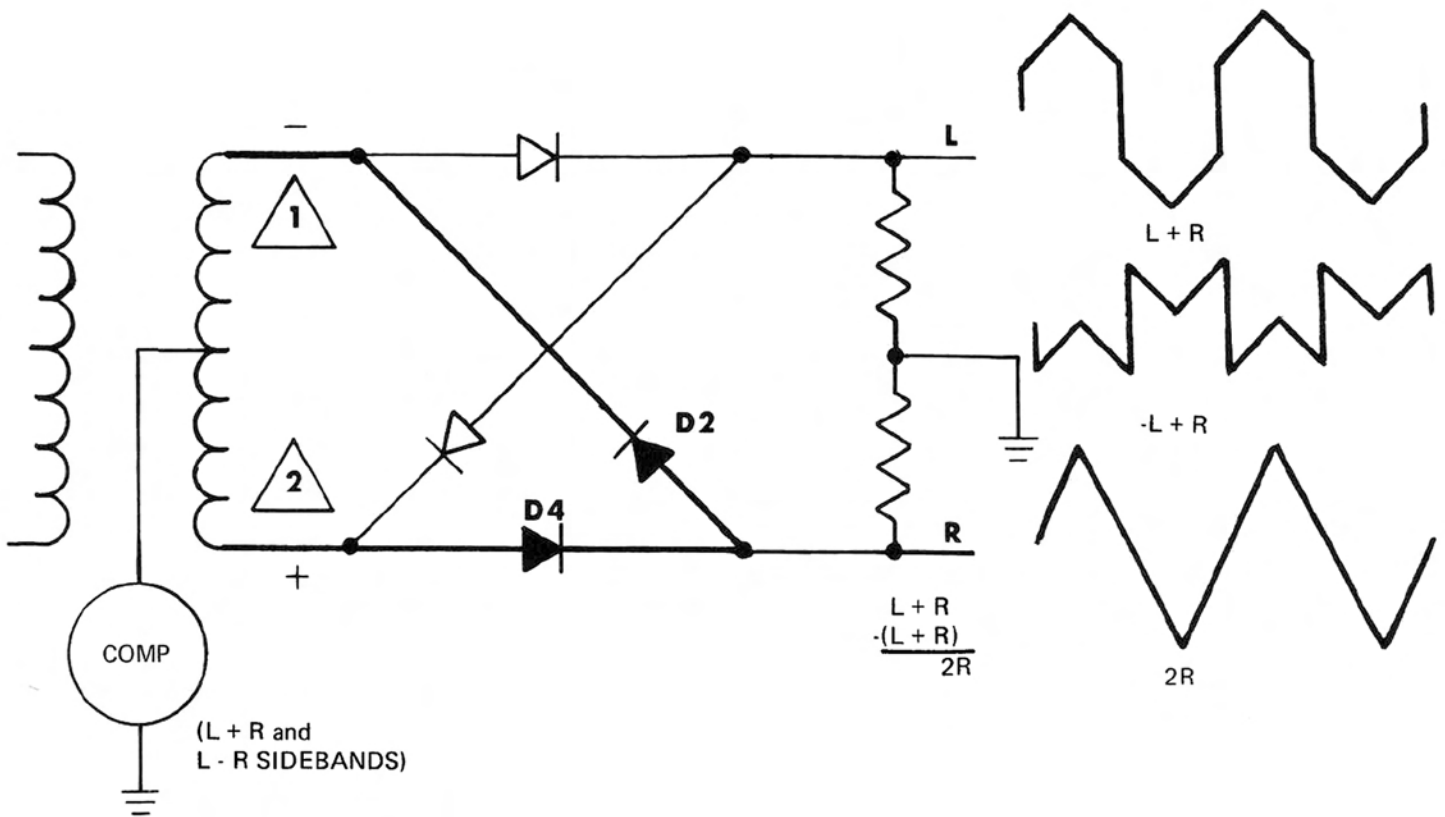 −
L
1
L + R
D2
-L + R
2
D4
R
+
L + R
-(L + R)
2R
2R
COMP
(L + R and
L - R SIDEBANDS)